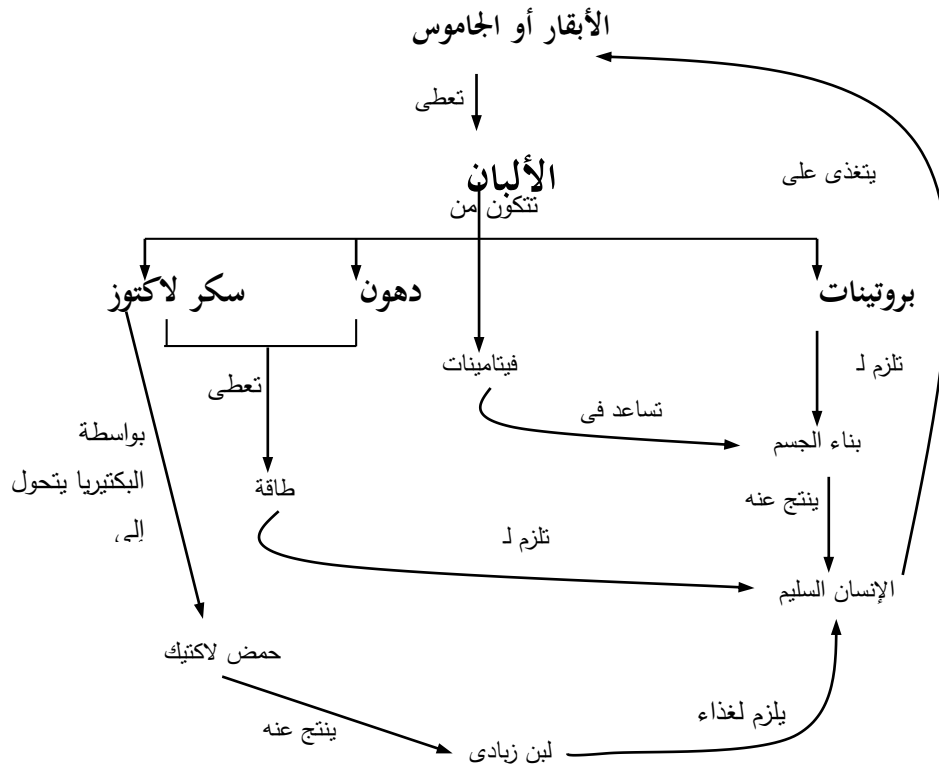 الأبقار أو الجاموس
تعطى
يتغذى على
الألبان
تتكون من
بروتينات
دهون
سكر لاكتوز
تلزم لـ
فيتامينات
تعطى
تساعد فى
بواسطة
البكتيريا يتحول
إلى
بناء الجسم
طاقة
ينتج عنه
تلزم لـ
الإنسان السليم
حمض لاكتيك
يلزم لغذاء
ينتج عنه
لبن زبادى